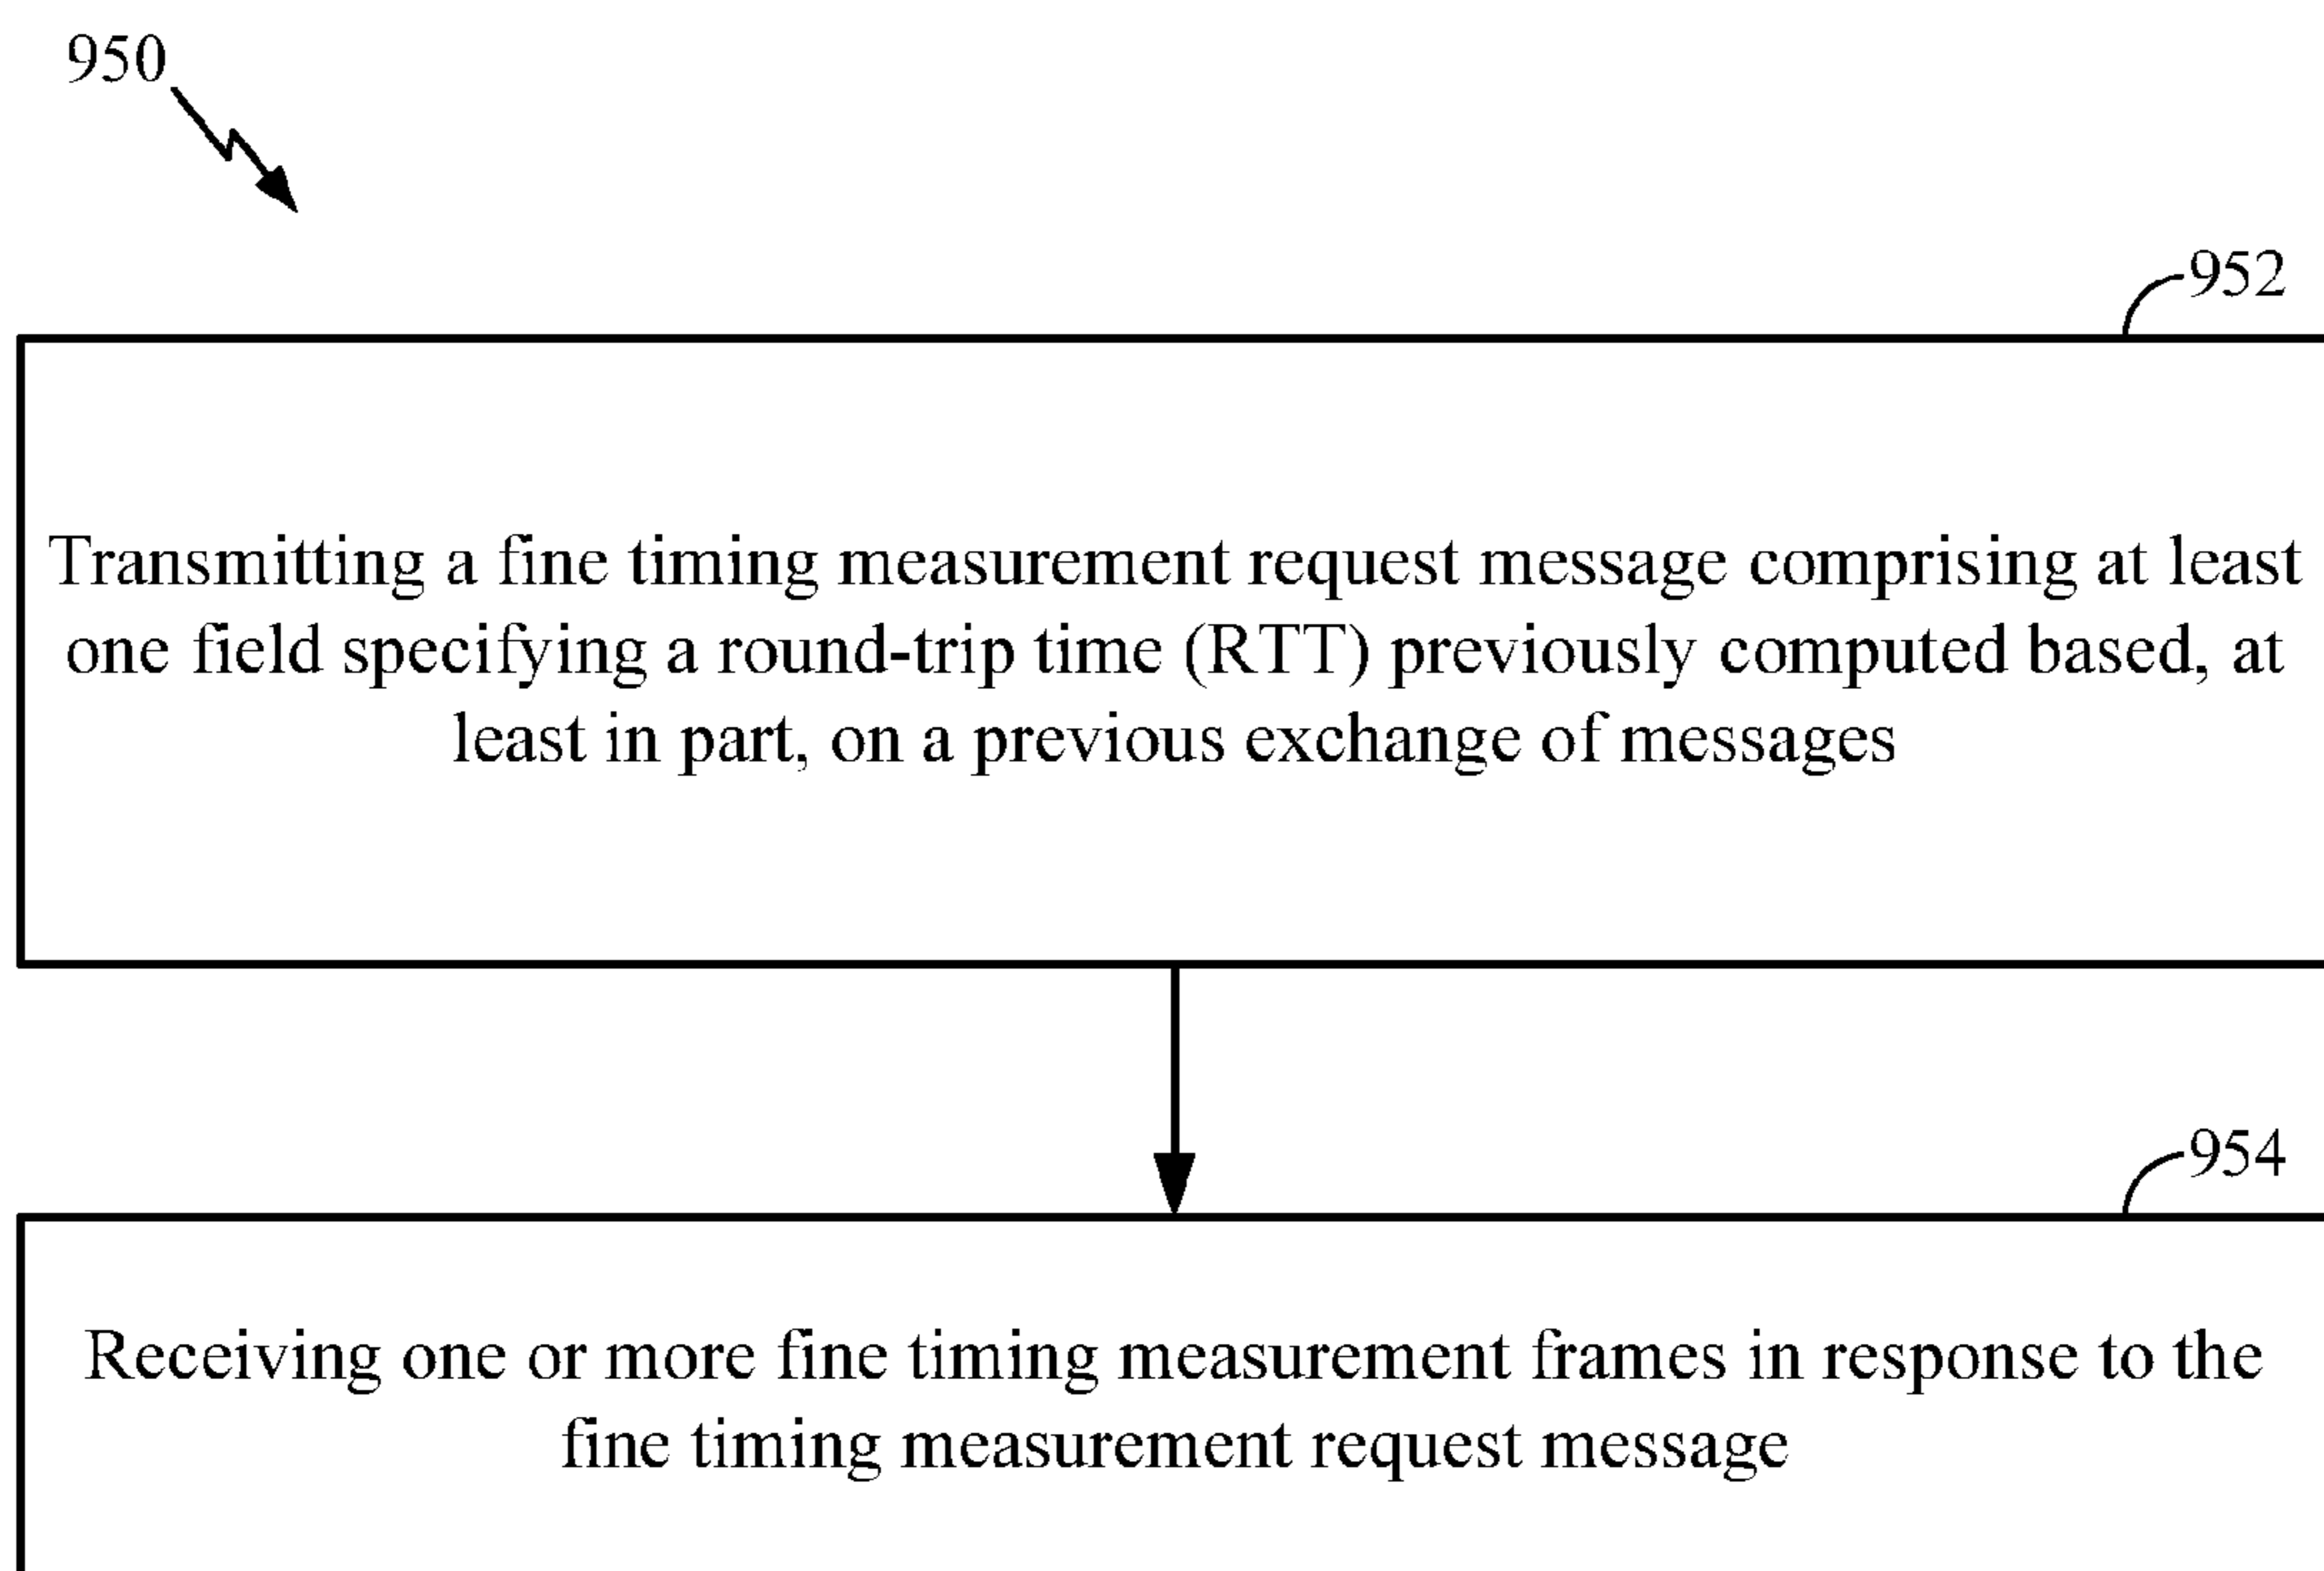 950
952
Transmitting a fine timing measurement request message comprising at least
one field specifying a round-trip time (RTT) previously computed based, at
least in part, on a previous exchange of messages
954
Receiving one or more fine timing measurement frames in response to the
fine timing measurement request message